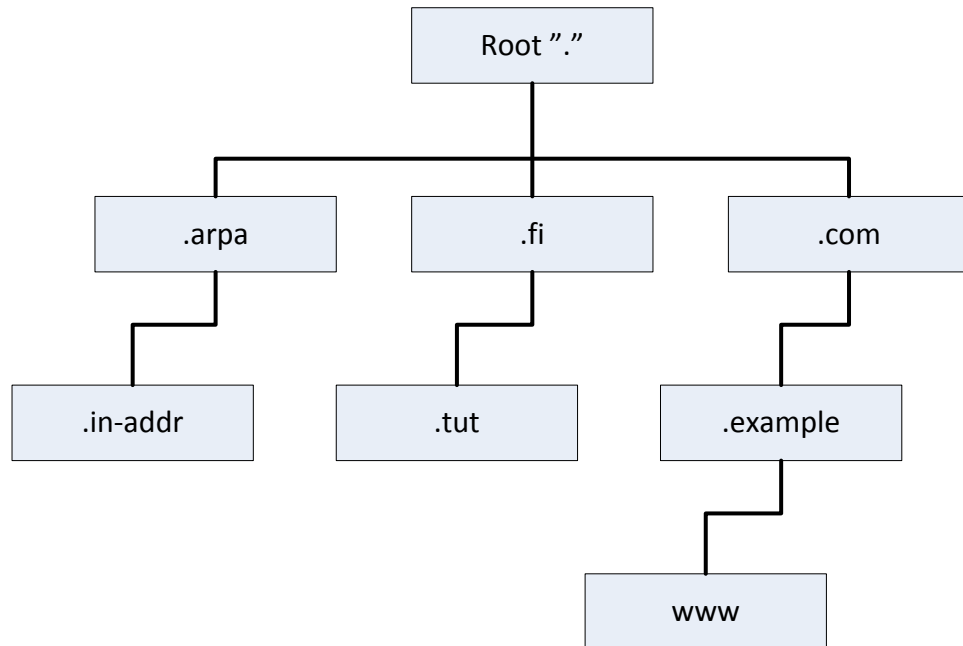 Root ”.”
.arpa
.fi
.com
.in-addr
.tut
.example
www